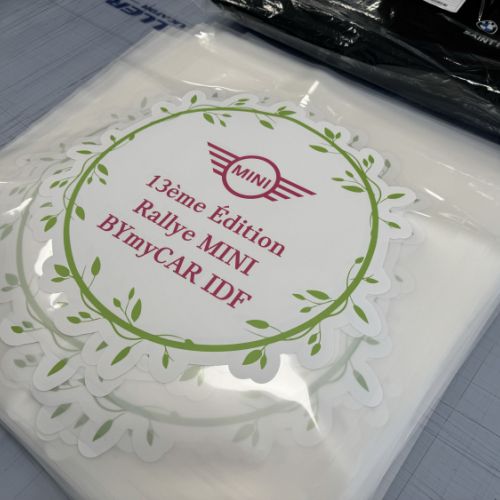 MINI
13ème Édition
Rallye MINI
BYmyCAR IDF